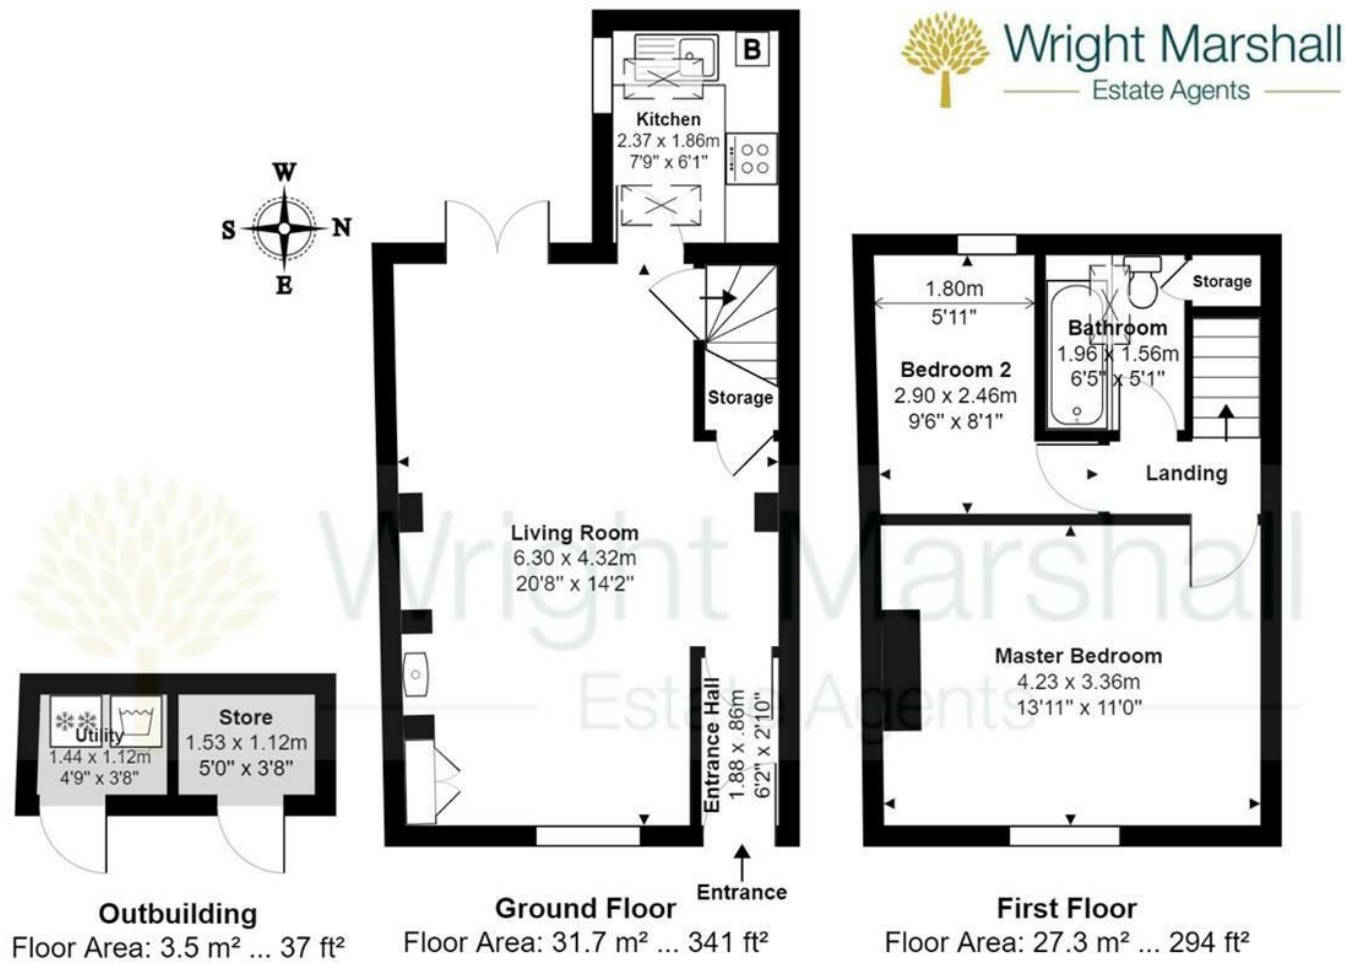 Wright Marshall
Estate Agents
W
S
N
E
B
Kitchen
2.37 x 1.86m
7'9" x 6'1"
Storage
Living Room
6.30 x 4.32m
20'8" x 14'2"
Entrance Hall
1.88 x .86m
6'2" x 2'10"
Entrance
1.80m
5'11"
Bedroom 2
2.90 x 2.46m
9'6" x 8'1"
Bathroom
1.96 x 1.56m
6'5" x 5'1"
Storage
Landing
Master Bedroom
4.23 x 3.36m
13'11" x 11'0"
Wright Marshall
Estate Agents
Utility
1.44 x 1.12m
4'9" x 3'8"
Store
1.53 x 1.12m
5'0" x 3'8"
Outbuilding
Floor Area: 3.5 m² ... 37 ft²
Ground Floor
Floor Area: 31.7 m² ... 341 ft²
First Floor
Floor Area: 27.3 m² ... 294 ft²